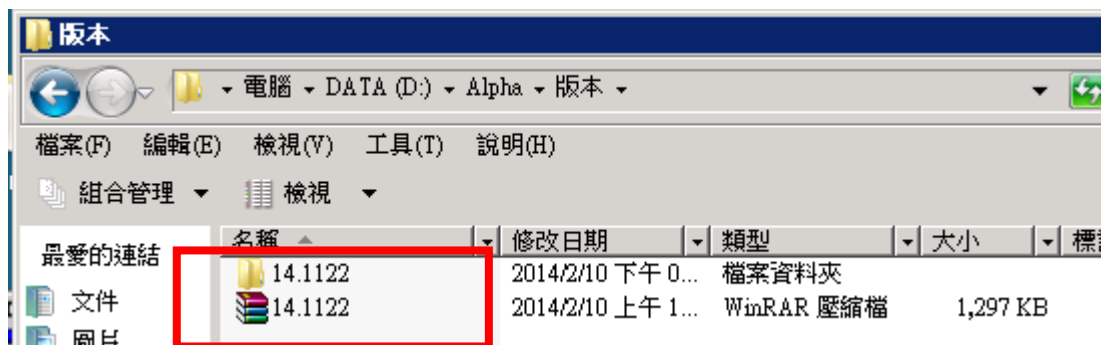 版本
電腦 DATA (D:) Alpha 版本
檔案(F) 編輯(E) 檢視(V) 工具(T) 說明(H)
組合管理 檢視
最愛的連結
文件
名稱 修改日期 類型 大小
14.1122 2014/2/10 下午 0... 檔案資料夾
14.1122 2014/2/10 上午 1... WinRAR 壓縮檔 1,297 KB